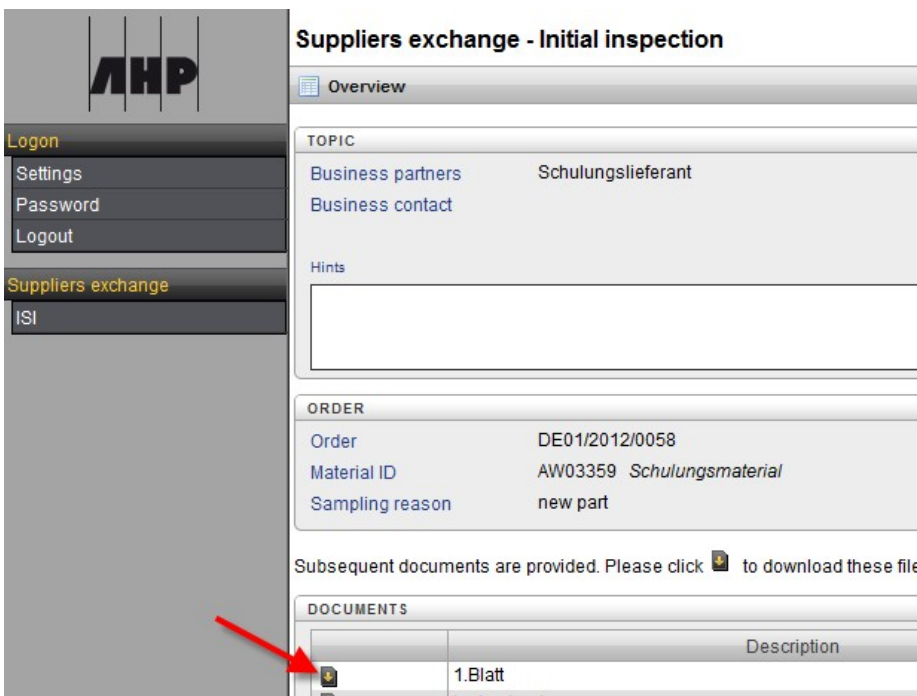 AHP
Logon
Settings
Password
Logout
Suppliers exchange
ISI
Suppliers exchange - Initial inspection
Overview
TOPIC
Business partners Schulungslieferant
Business contact
Hints
ORDER
Order DE01/2012/0058
Material ID AW03359 Schulungsmaterial
Sampling reason new part
Subsequent documents are provided. Please click to download these file
DOCUMENTS
Description
1.Blatt